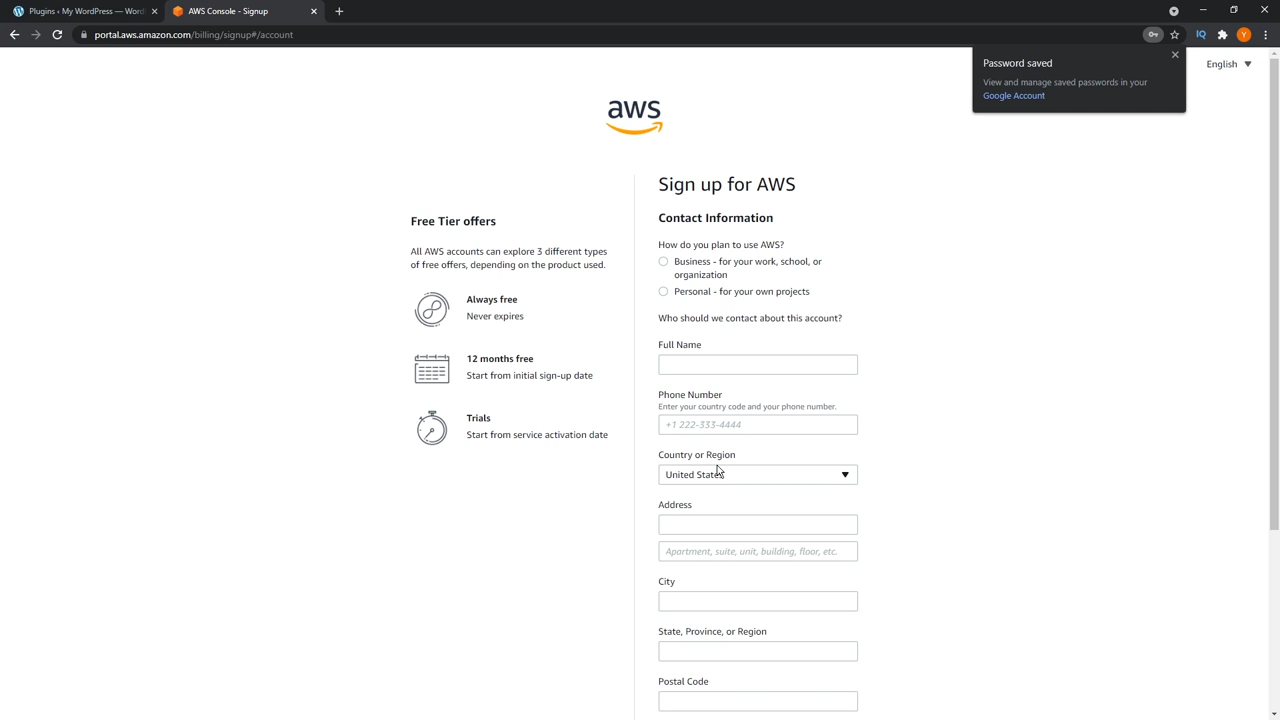 Plugins ‹ My WordPress — Word
AWS Console - Signup
portal.aws.amazon.com/billing/signup#/account
IQ
Y
Password saved
View and manage saved passwords in your
Google Account
English
aws
Free Tier offers
All AWS accounts can explore 3 different types
of free offers, depending on the product used.
Always free
Never expires
12 months free
Start from initial sign-up date
Trials
Start from service activation date
Sign up for AWS
Contact Information
How do you plan to use AWS?
Business - for your work, school, or
organization
Personal - for your own projects
Who should we contact about this account?
Full Name
Phone Number
Enter your country code and your phone number.
+1 222-333-4444
Country or Region
United States
Address
Apartment, suite, unit, building, floor, etc.
City
State, Province, or Region
Postal Code